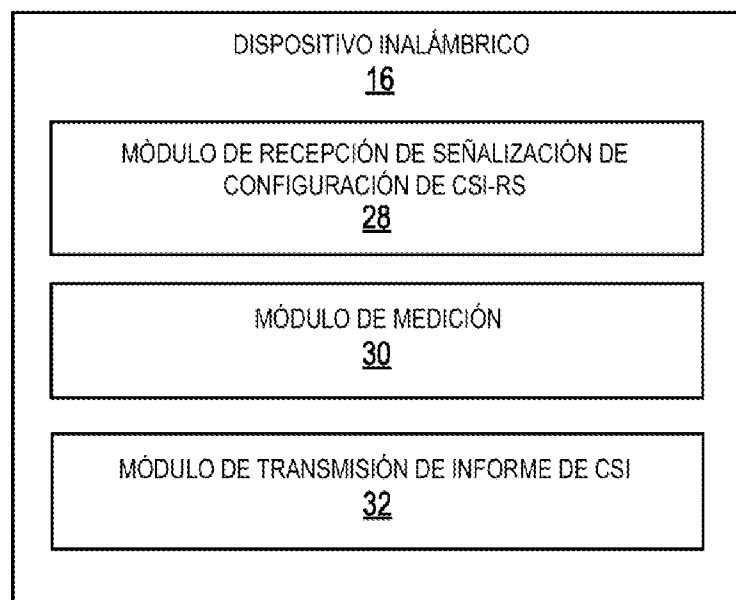 DISPOSITIVO INALÁMBRICO
16
MÓDULO DE RECEPCIÓN DE SEÑALIZACIÓN DE
CONFIGURACIÓN DE CSI-RS
28
MÓDULO DE MEDICIÓN
30
MÓDULO DE TRANSMISIÓN DE INFORME DE CSI
32